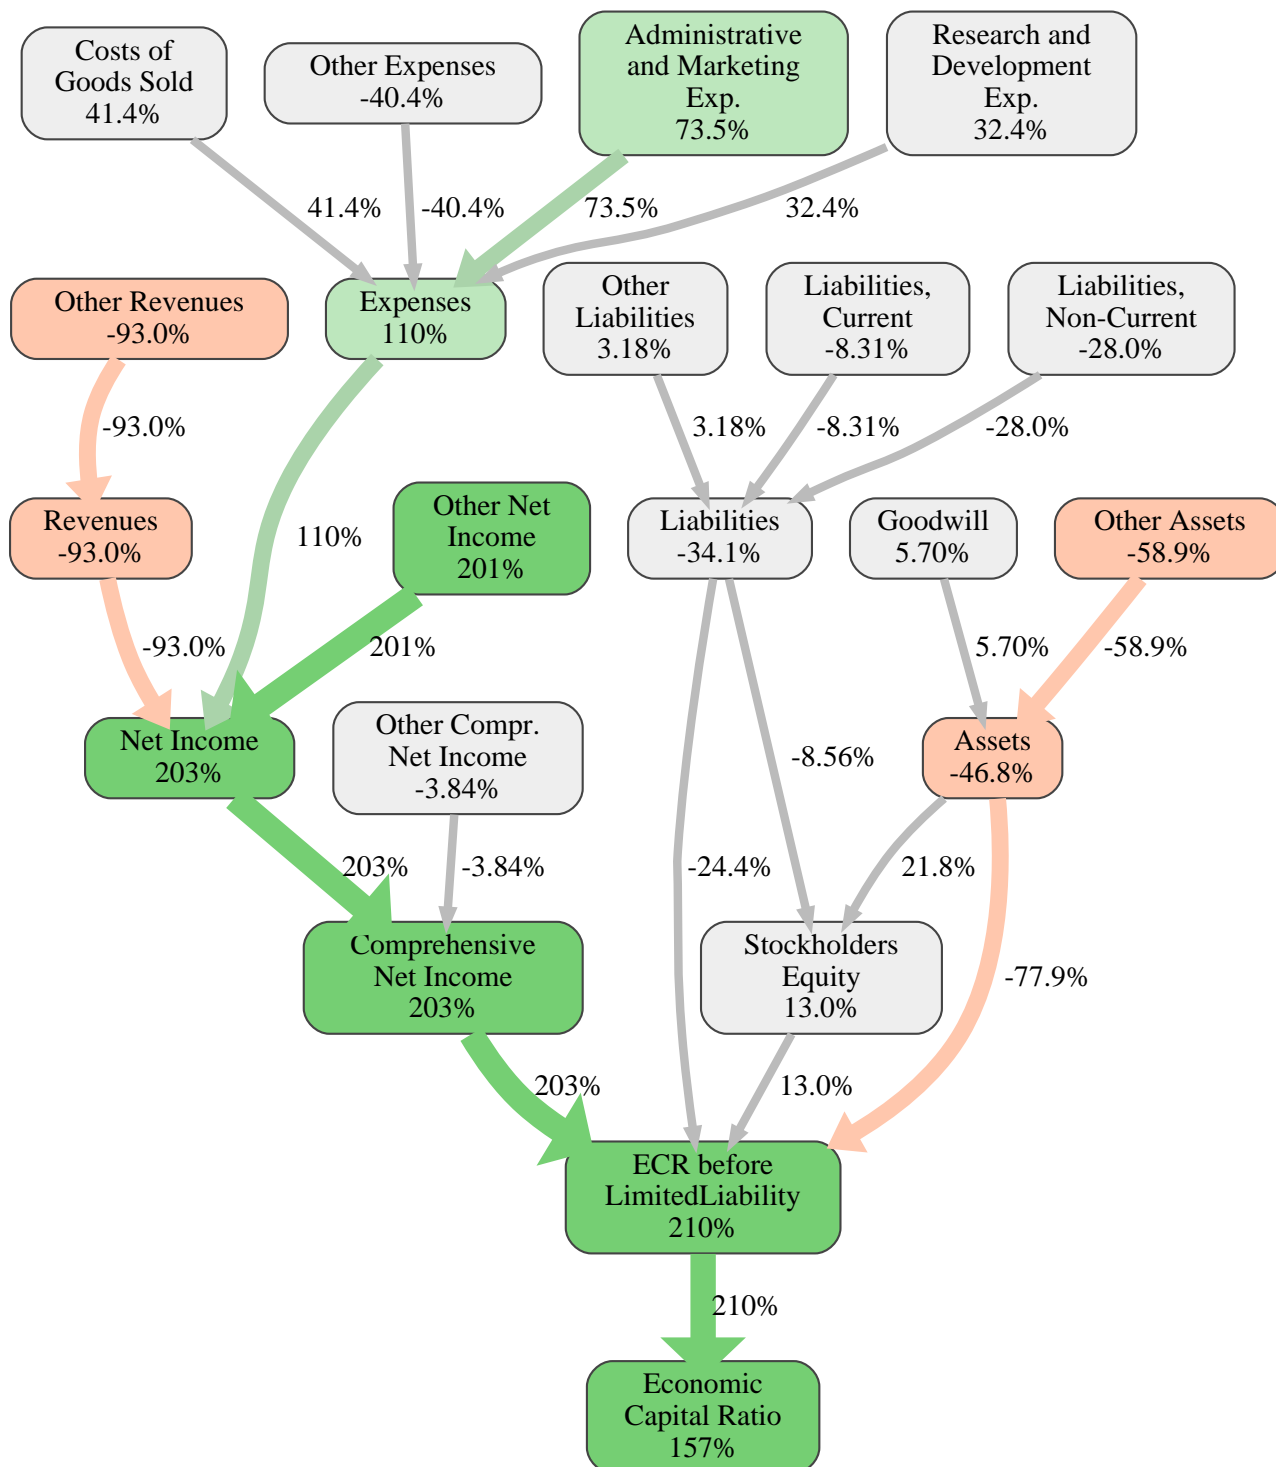 Costs of
Goods Sold
41.4%
Other Expenses
-40.4%
Administrative
and Marketing
Exp.
73.5%
Research and
Development
Exp.
32.4%
41.4%
-40.4%
73.5%
32.4%
Other Revenues
-93.0%
Expenses
110%
Other
Liabilities
3.18%
Liabilities,
Current
-8.31%
Liabilities,
Non-Current
-28.0%
-93.0%
3.18%
-8.31%
-28.0%
Revenues
-93.0%
110%
Other Net
Income
201%
Liabilities
-34.1%
Goodwill
5.70%
Other Assets
-58.9%
-93.0%
201%
5.70%
-58.9%
Net Income
203%
Other Compr.
Net Income
-3.84%
-8.56%
Assets
-46.8%
203%
-3.84%
-24.4%
21.8%
Comprehensive
Net Income
203%
Stockholders
Equity
13.0%
-77.9%
203%
13.0%
ECR before
LimitedLiability
210%
210%
Economic
Capital Ratio
157%